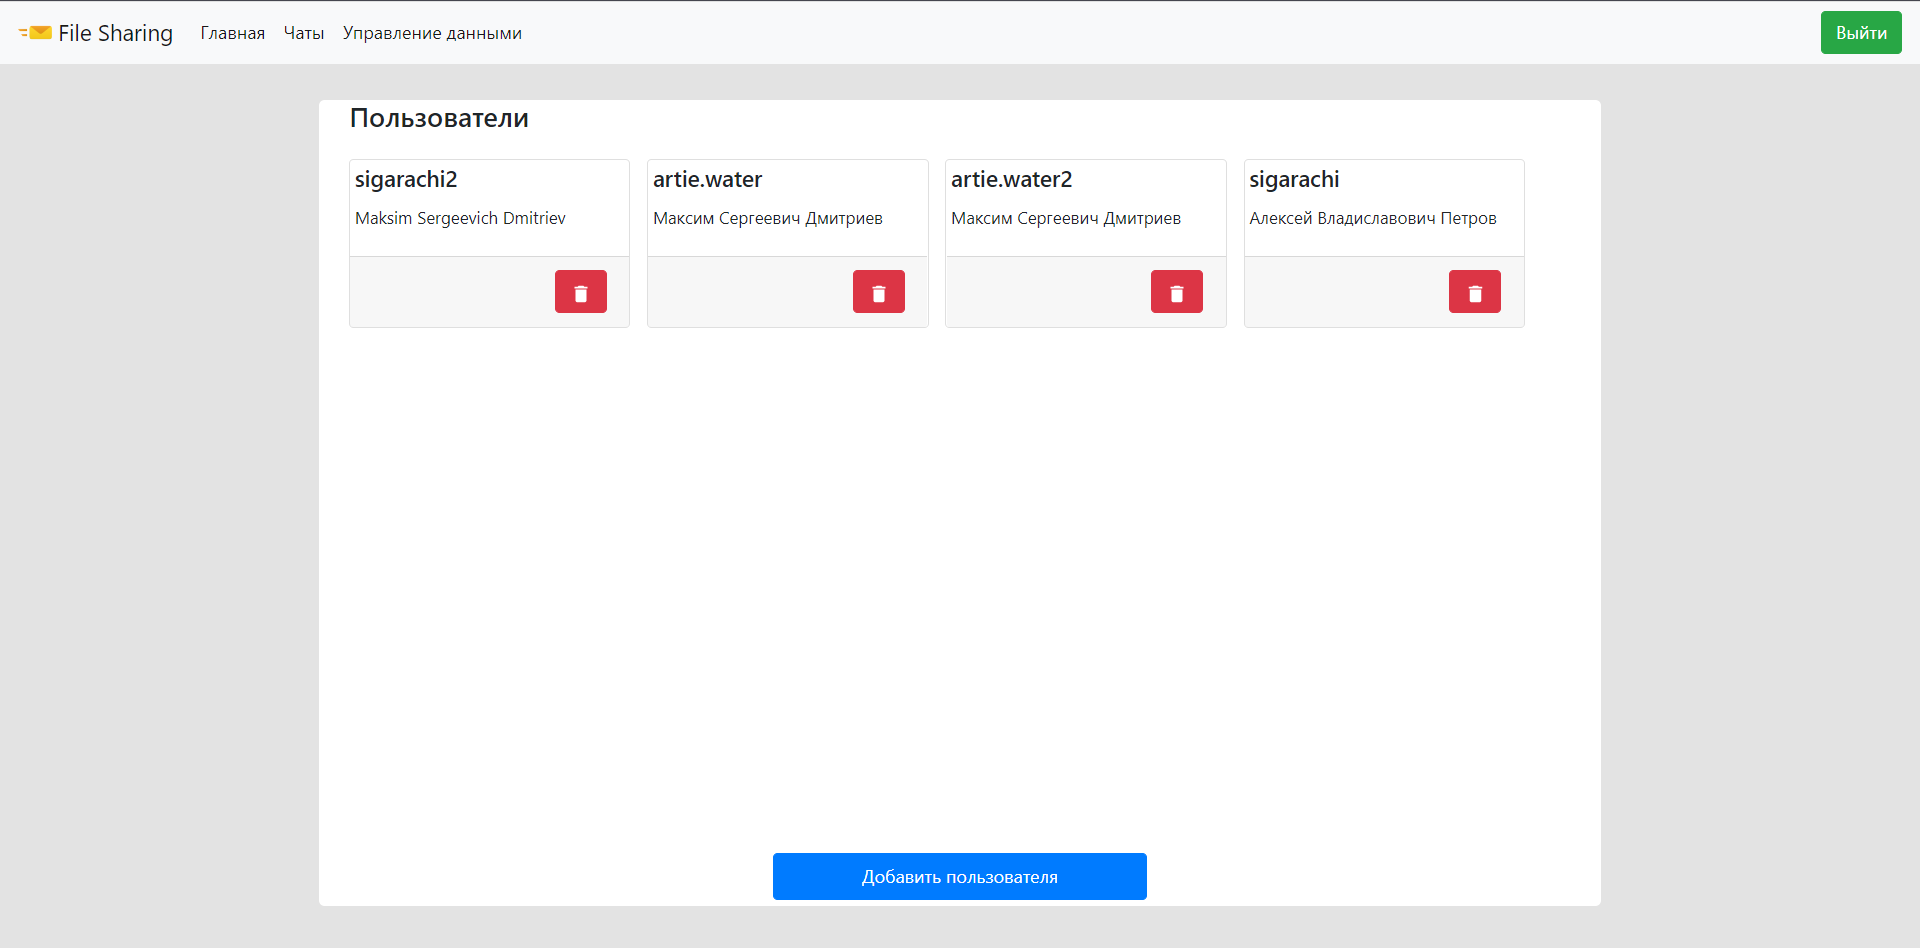 File Sharing
Главная
Чаты
Управление данными
Выйти
Пользователи
sigarachi2
Maksim Sergeevich Dmitriev
artie.water
Максим Сергеевич Дмитриев
artie.water2
Максим Сергеевич Дмитриев
sigarachi
Алексей Владиславович Петров
Добавить пользователя